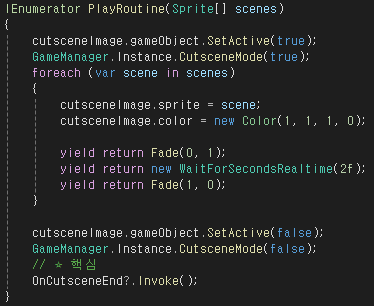 IEnumerator PlayRoutine(Sprite[] scenes)
{
cutsceneImage.gameObject.SetActive(true);
GameManager.Instance.CutsceneMode(true);
foreach (var scene in scenes)
{
cutsceneImage.sprite = scene;
cutsceneImage.color = new Color(1, 1, 1, 0);
yield return Fade(0, 1);
yield return new WaitForSecondsRealtime(2f);
yield return Fade(1, 0);
}
cutsceneImage.gameObject.SetActive(false);
GameManager.Instance.CutsceneMode(false);
// ⭐ 핵심
OnCutsceneEnd?.Invoke();
}